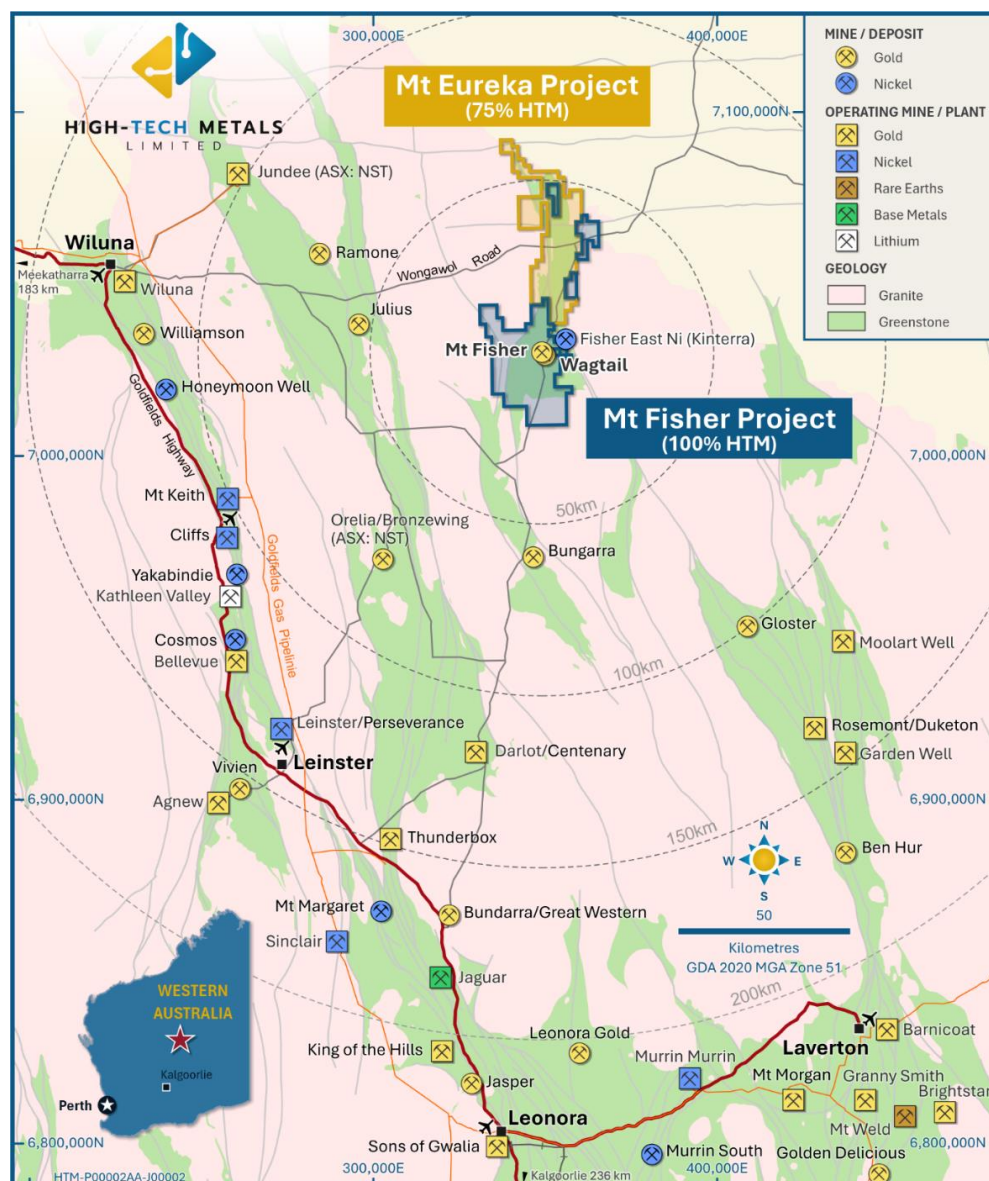 300,000E
400,000E
HIGH-TECH METALS
LIMITED
Mt Eureka Project
(75% HTM)
7,100,000N
MINE / DEPOSIT
Gold
Nickel
OPERATING MINE / PLANT
Gold
Nickel
Rare Earths
Base Metals
Lithium
GEOLOGY
Granite
Greenstone
Jundee (ASX: NST)
Wiluna
Meekatharra
183 km
Wiluna
Ramone
Wongawol Road
Julius
Williamson
Mt Fisher
Fisher East Ni (Kinterra)
Wagtail
Honeymoon Well
Goldfields Highway
Mt Fisher Project
(100% HTM)
7,000,000N
7,000,000N
Mt Keith
50km
Cliffs
Orelia/Bronzewing
(ASX: NST)
Goldfields Gas Pipelinie
Bungarra
Yakabindie
Kathleen Valley
Gloster
Moolart Well
Cosmos
Bellevue
100km
Leinster/Perseverance
Rosemont/Duketon
Leinster
Darlot/Centenary
Garden Well
Vivien
Agnew
6,900,000N
6,900,000N
Thunderbox
150km
Ben Hur
N
W
E
S
Mt Margaret
Bundarra/Great Western
50
Kilometres
GDA 2020 MGA Zone 51
Sinclair
Jaguar
WESTERN
AUSTRALIA
200km
Kalgoorlie
Perth
Leonora Gold
King of the Hills
Laverton
Barnicoat
Murrin Murrin
Jasper
Mt Morgan
Granny Smith
Brightstar
Leonora
Mt Weld
6,800,000N
Sons of Gwalia
6,800,000N
Murrin South
Golden Delicious
300,000E
400,000E
HTM-P00002AA-J00002
Kalgoorlie 236 km